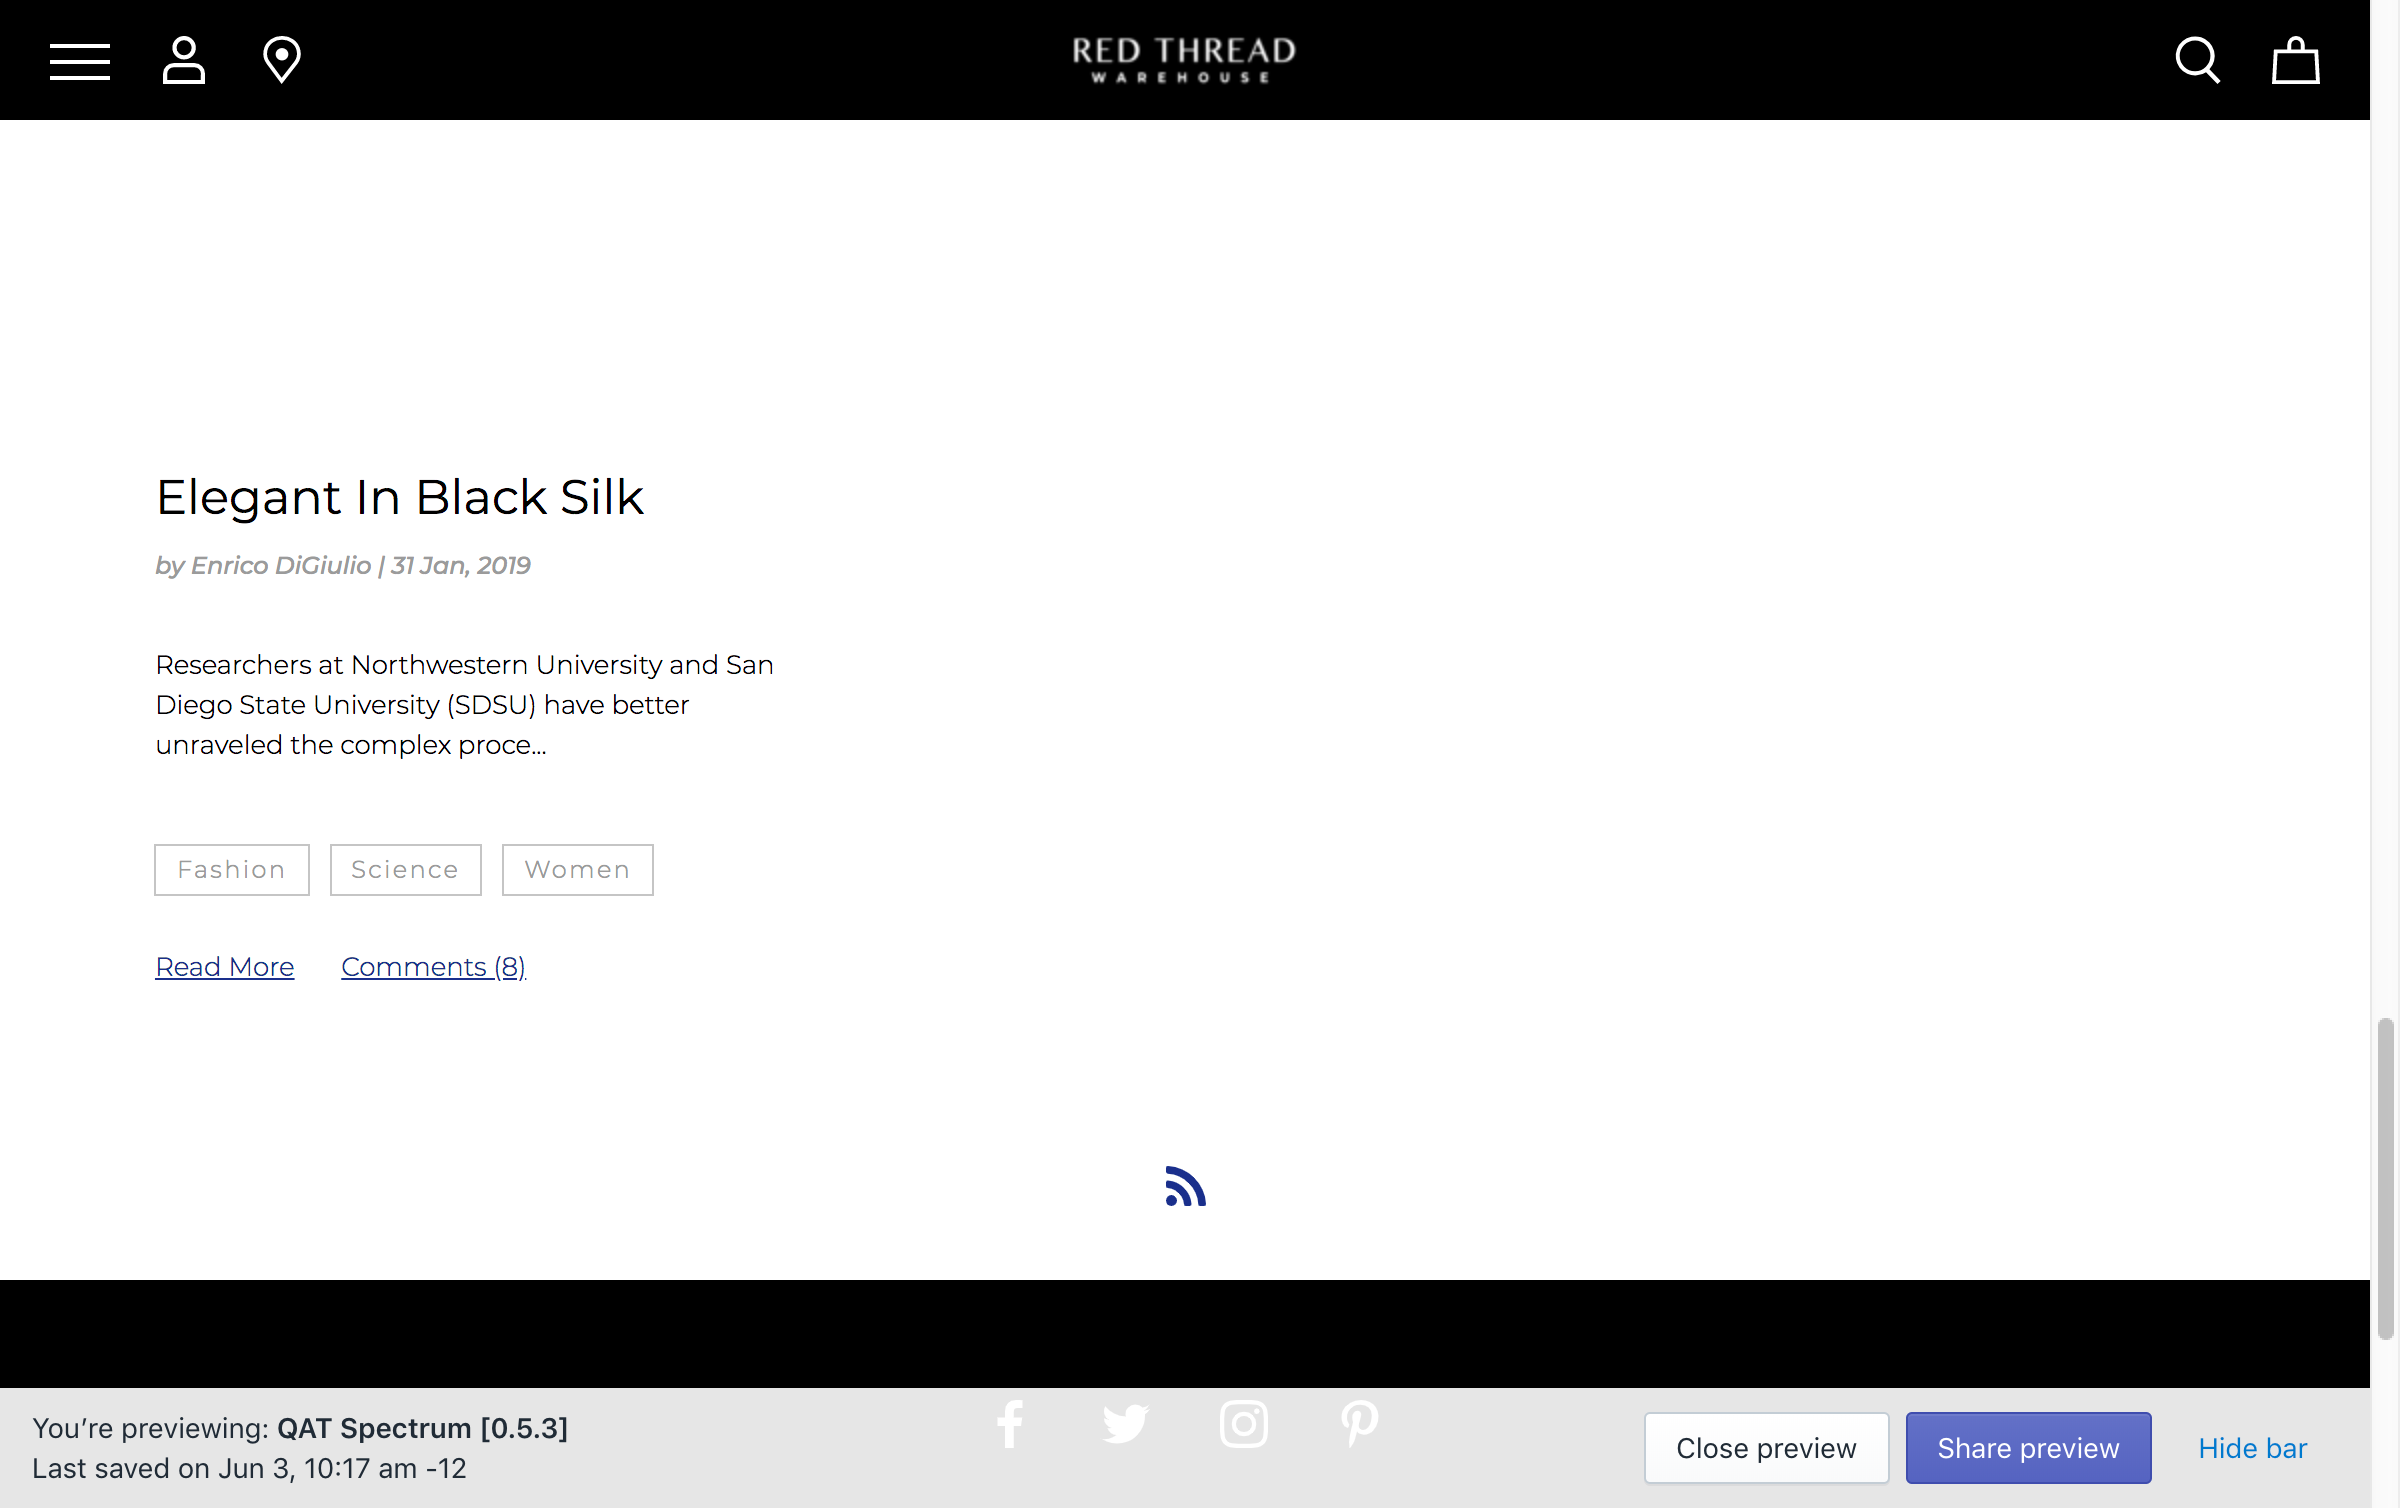 RED THREAD
WAREHOUSE
Elegant In Black Silk
by Enrico DiGiulio | 31 Jan, 2019
Researchers at Northwestern University and San
Diego State University (SDSU) have better
unraveled the complex proce...
Fashion Science Women
Read More Comments (8)
You’re previewing: QAT Spectrum [0.5.3]
Last saved on Jun 3, 10:17 am -12
Close preview Share preview Hide bar